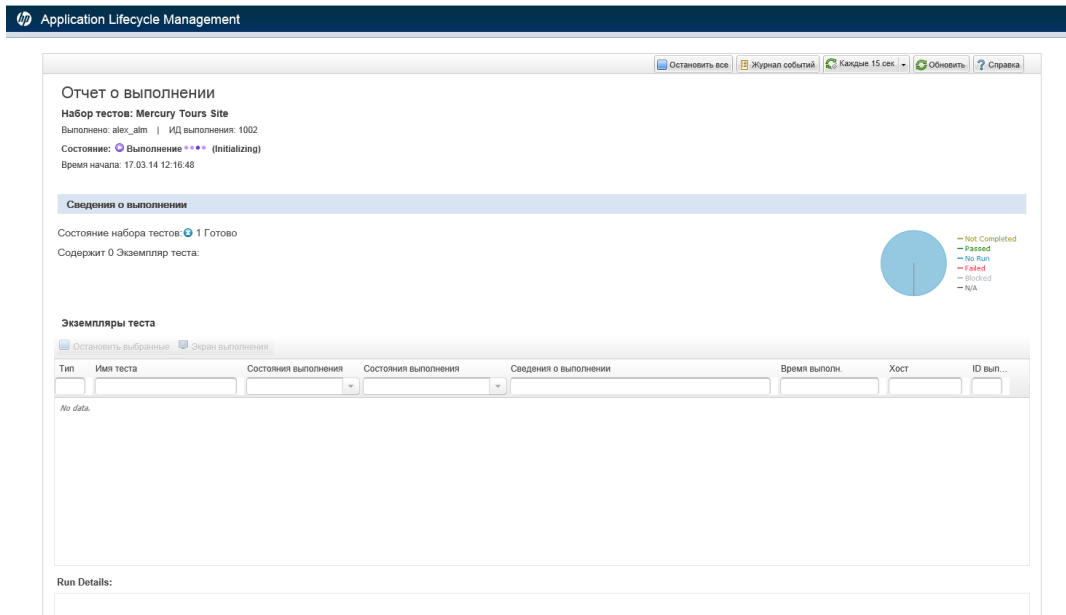 hp Application Lifecycle Management
Остановить все Журнал событий Каждые 15 сек Обновить ? Справка
Отчет о выполнении
Набор тестов: Mercury Tours Site
Выполнено: alex_alm | ИД выполнения: 1002
Состояние: Выполнение (Initializing)
Время начала: 17.03.14 12:16:48
Сведения о выполнении
Состояние набора тестов: 1 Готово
Содержит 0 Экземпляр теста:
Not Completed
Passed
No Run
Failed
Blocked
N/A
Экземпляры теста
Остановить выбранные Экран выполнения
Тип Имя теста Состояния выполнения Состояния выполнения Сведения о выполнении Время выполн. Хост ID вып...
No data.
Run Details: